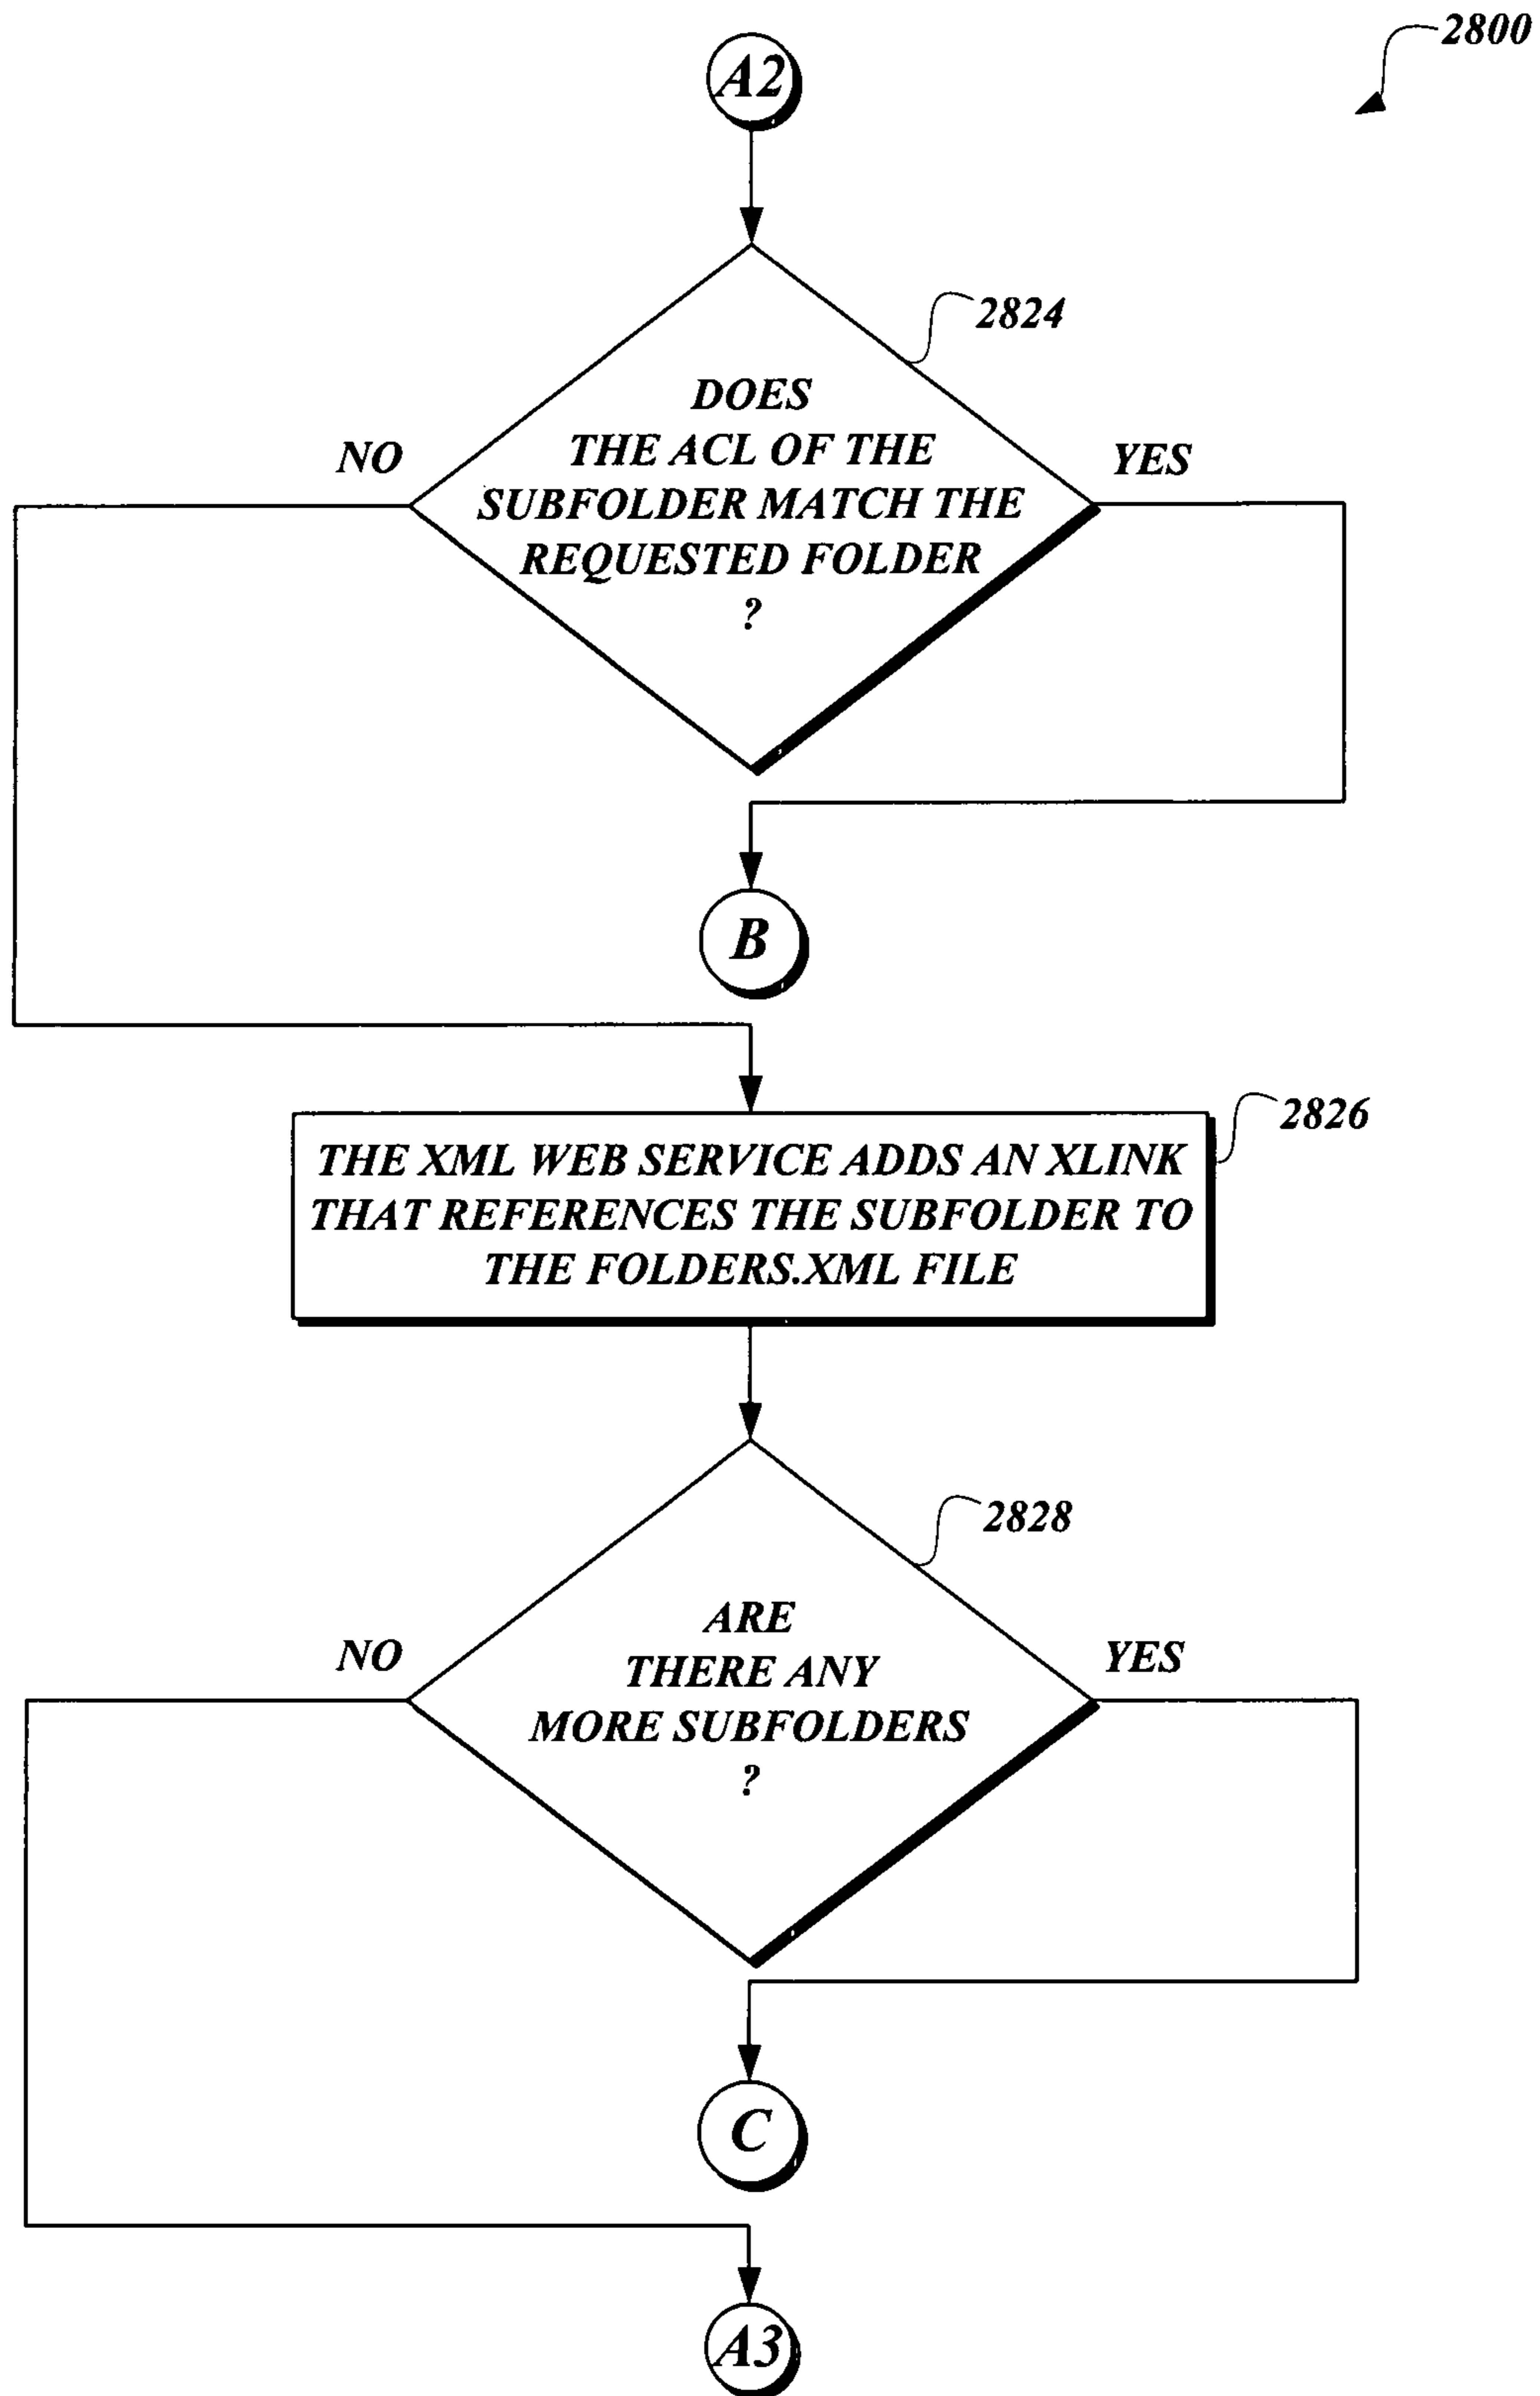 2800
A2
2824
DOES
THE ACL OF THE
SUBFOLDER MATCH THE
REQUESTED FOLDER
?
NO
YES
B
2826
THE XML WEB SERVICE ADDS AN XLINK
THAT REFERENCES THE SUBFOLDER TO
THE FOLDERS.XML FILE
2828
ARE
THERE ANY
MORE SUBFOLDERS
?
NO
YES
C
A3